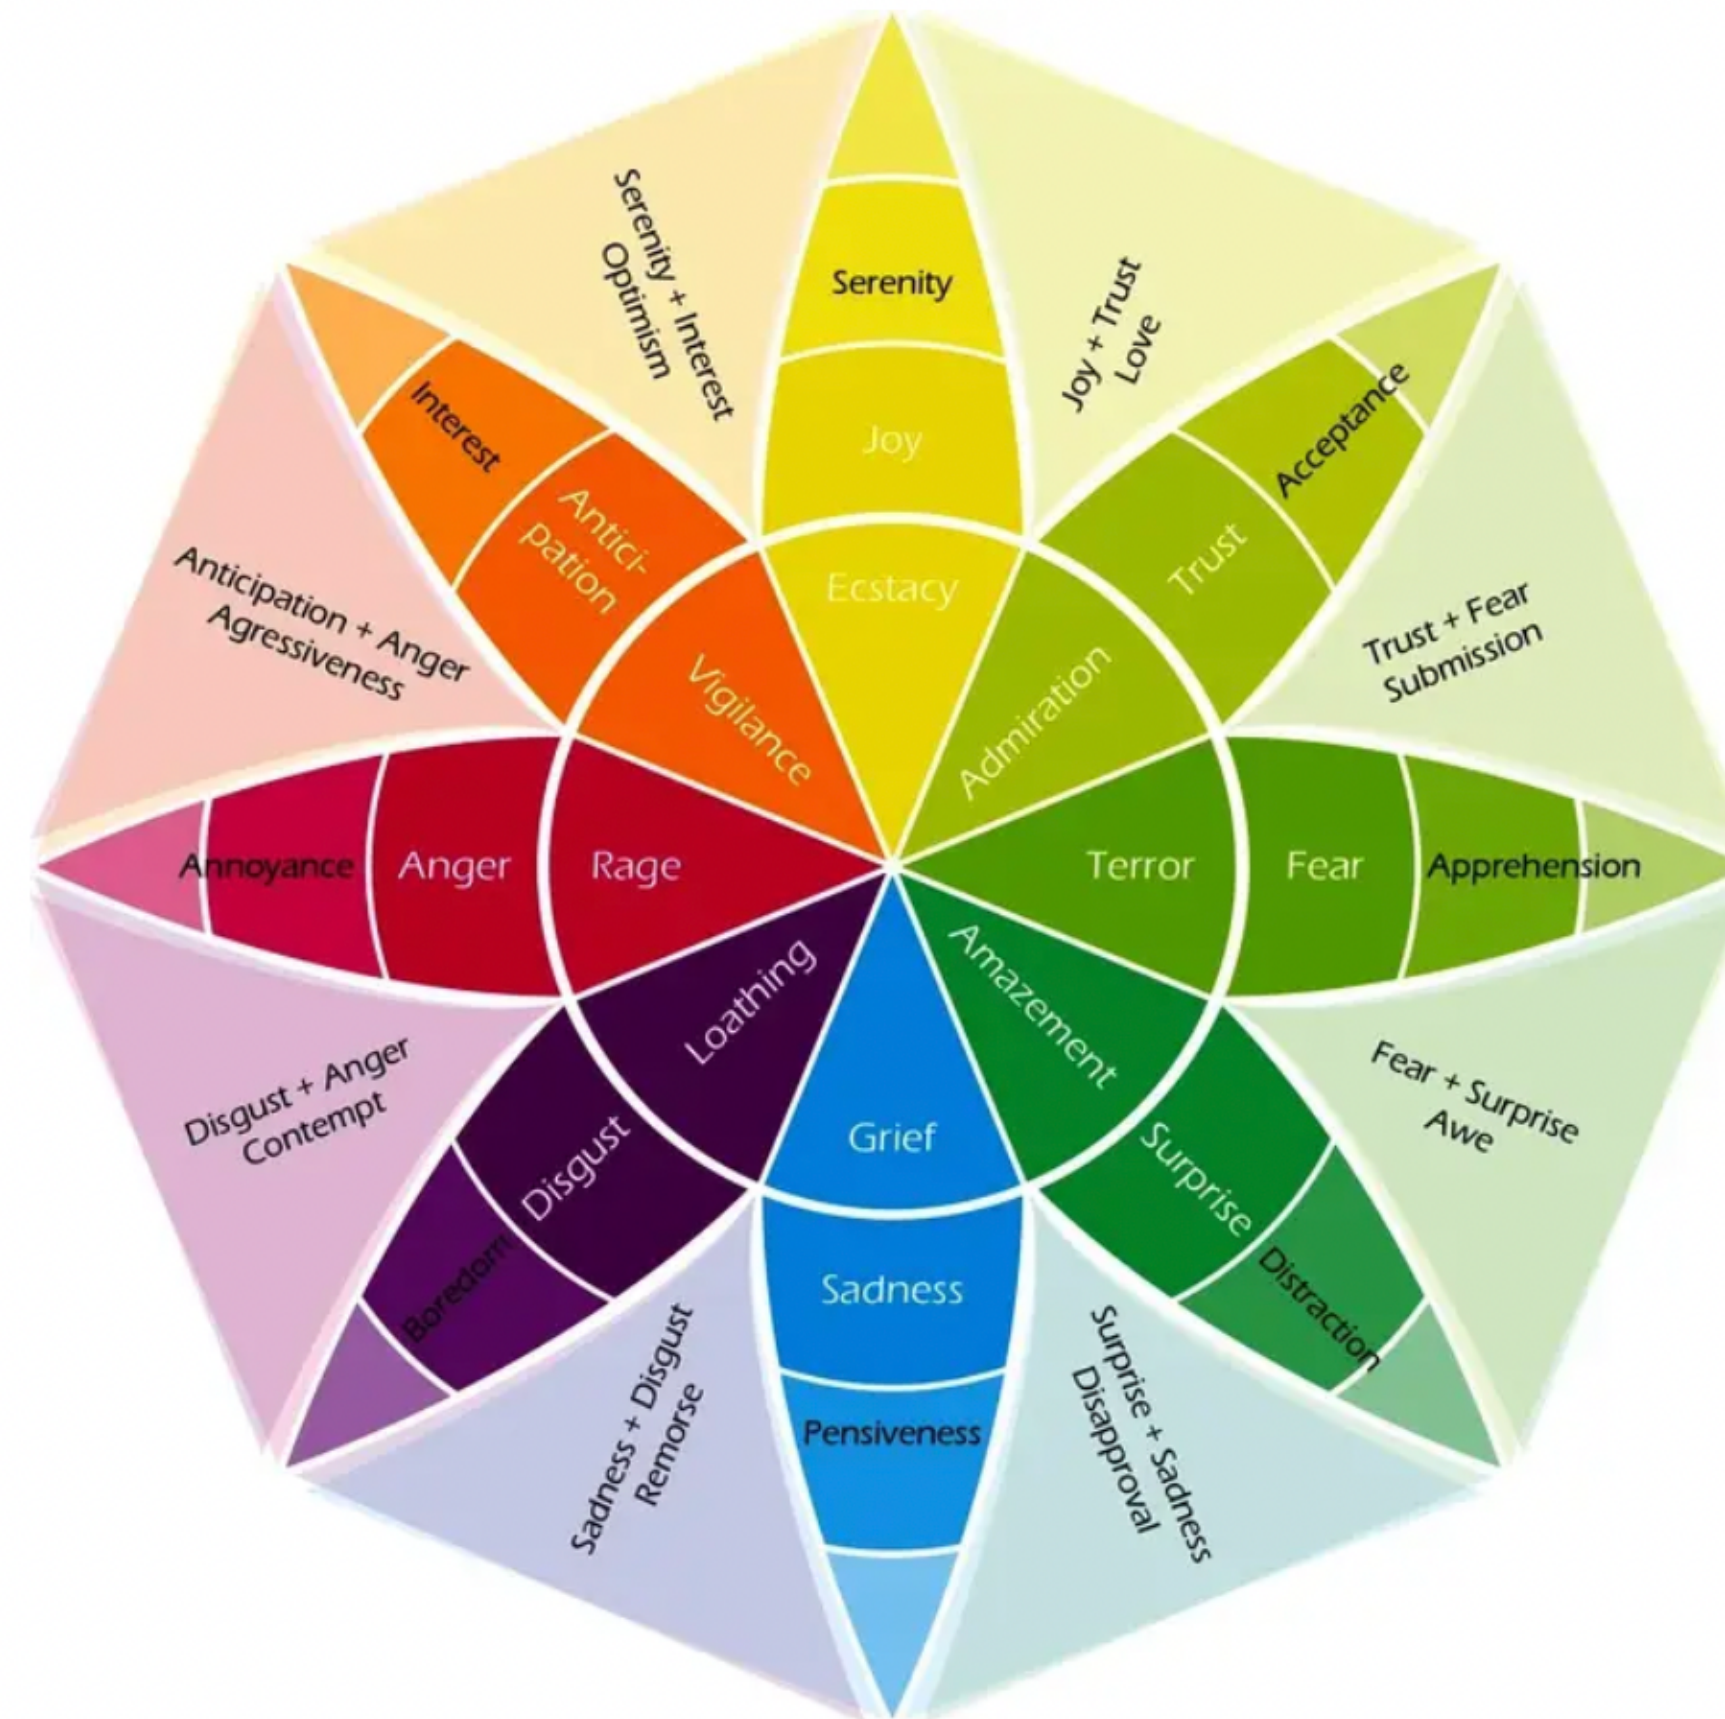 Serenity
Joy
Ecstacy
Serenity + Interest
Optimism
Joy + Trust
Love
Acceptance
Trust
Admiration
Trust + Fear
Submission
Terror
Fear
Apprehension
Fear + Surprise
Awe
Amazement
Surprise
Distraction
Surprise + Sadness
Disapproval
Grief
Sadness
Pensiveness
Sadness + Disgust
Remorse
Loathing
Disgust
Boredom
Disgust + Anger
Contempt
Rage
Anger
Annoyance
Anticipation + Anger
Agressiveness
Vigilance
Antici-
pation
Interest